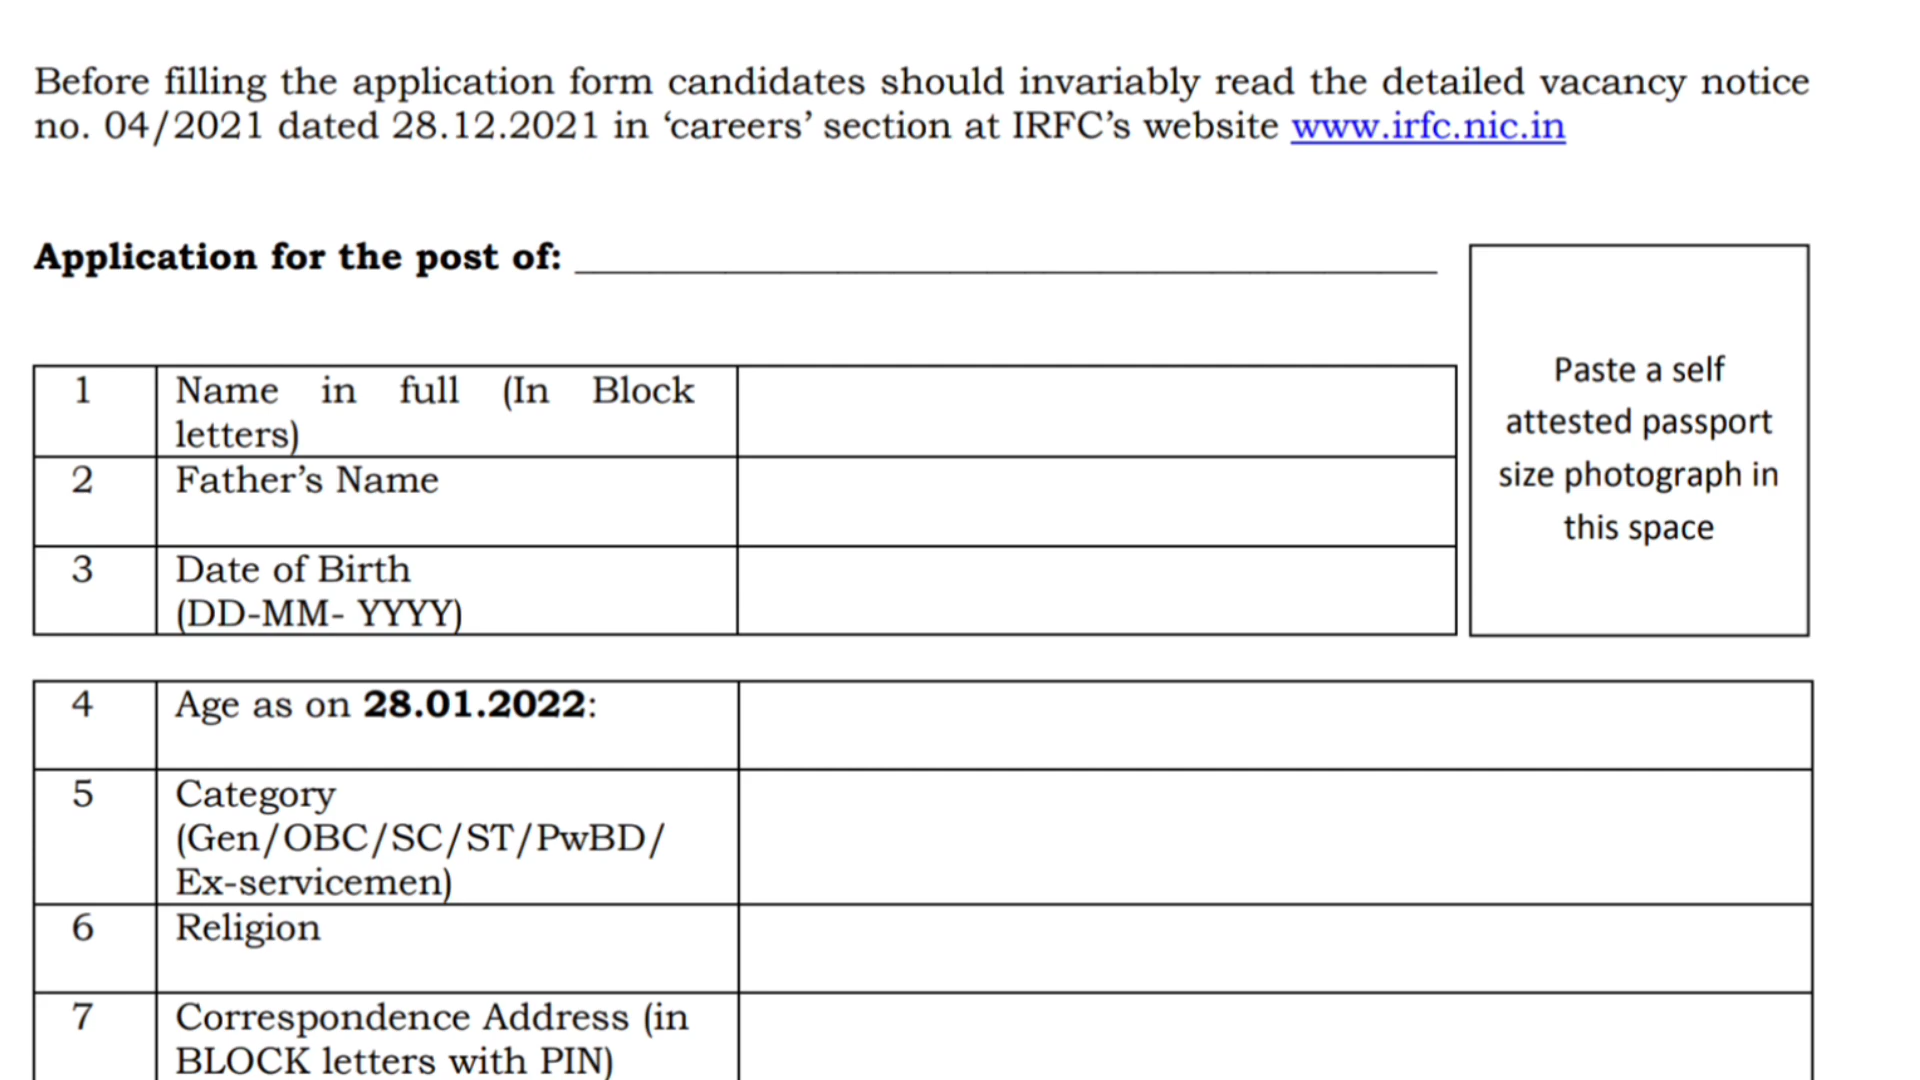 Before filling the application form candidates should invariably read the detailed vacancy notice
no. 04/2021 dated 28.12.2021 in ‘careers’ section at IRFC’s website www.irfc.nic.in
Application for the post of: ______________________________________________
Paste a self
attested passport
size photograph in
this space
1 Name in full (In Block
letters)
2 Father’s Name
3 Date of Birth
(DD-MM- YYYY)
4 Age as on 28.01.2022:
5 Category
(Gen/OBC/SC/ST/PwBD/
Ex-servicemen)
6 Religion
7 Correspondence Address (in
BLOCK letters with PIN)